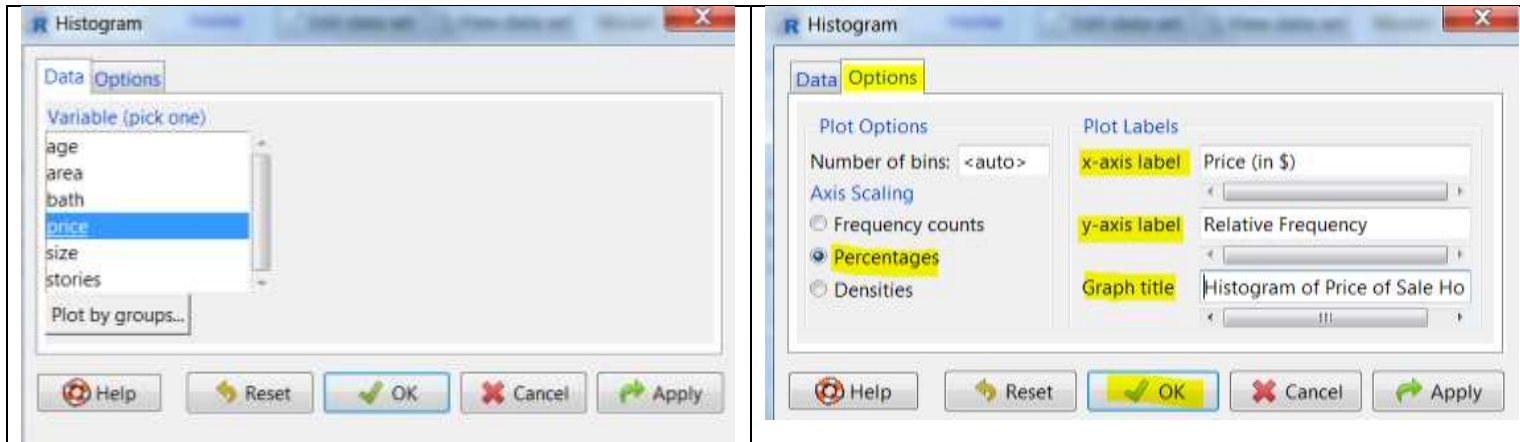 Histogram
Data Options
Variable (pick one)
age
area
bath
price
size
stories
Plot by groups...
Help Reset OK Cancel Apply
Histogram
Data Options
Plot Options
Number of bins: <auto>
Axis Scaling
Frequency counts
Percentages
Densities
Plot Labels
x-axis label Price (in $)
y-axis label Relative Frequency
Graph title Histogram of Price of Sale Ho
Help Reset OK Cancel Apply